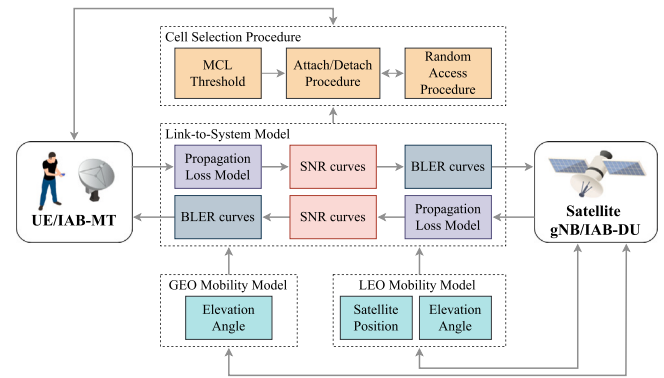 Cell Selection Procedure
MCL
Threshold
Attach/Detach
Procedure
Random
Access
Procedure
Link-to-System Model
Propagation
Loss Model
SNR curves
BLER curves
BLER curves
SNR curves
Propagation
Loss Model
UE/IAB-MT
Satellite
gNB/IAB-DU
GEO Mobility Model
Elevation
Angle
LEO Mobility Model
Satellite
Position
Elevation
Angle